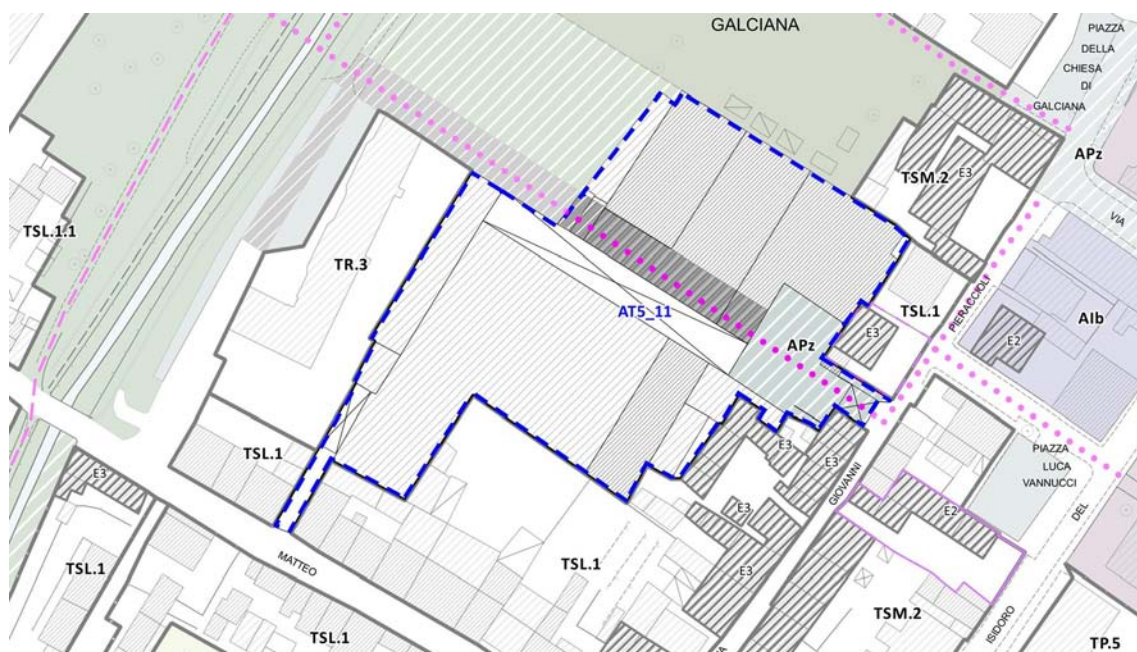 GALCIANA
PIAZZA
DELLA
CHIESA
DI
GALCIANA
APz
E3
TSM.2
VIA
TSL.1.1
TR.3
PIERACCIOLI
TSL.1
AT5_11
AIb
E2
APz
E3
TSL.1
E3
E3
PIAZZA
LUCA
VANNUCCI
E3
GIOVANNI
E2
DEL
E3
E3
MATTEO
TSL.1
TSL.1
TSM.2
ISIDORO
TSL.1
TP.5